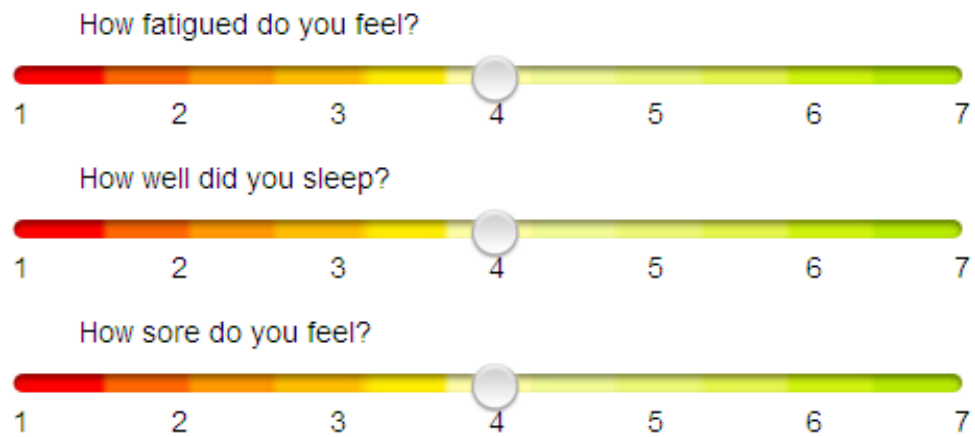 How fatigued do you feel?
1 2 3 4 5 6 7
How well did you sleep?
1 2 3 4 5 6 7
How sore do you feel?
1 2 3 4 5 6 7